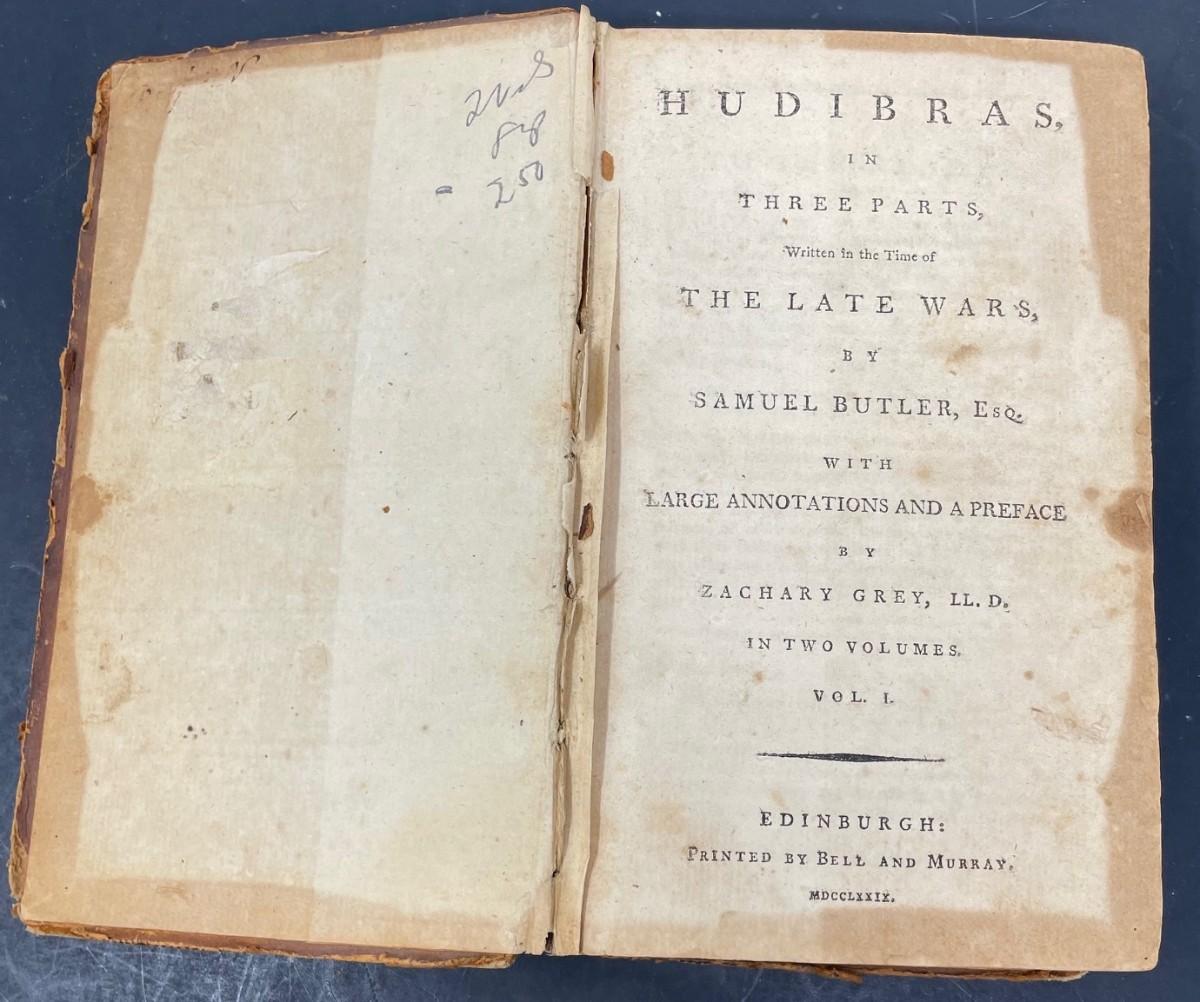 2 Vols
250
HUDIBRAS,
IN
THREE PARTS,
Written in the Time of
THE LATE WARS,
BY
SAMUEL BUTLER, ESQ.
WITH
LARGE ANNOTATIONS AND A PREFACE
BY
ZACHARY GREY, LL. D.
IN TWO VOLUMES.
VOL. I.
EDINBURGH:
PRINTED BY BELL AND MURRAY.
MDCCLXXIX.